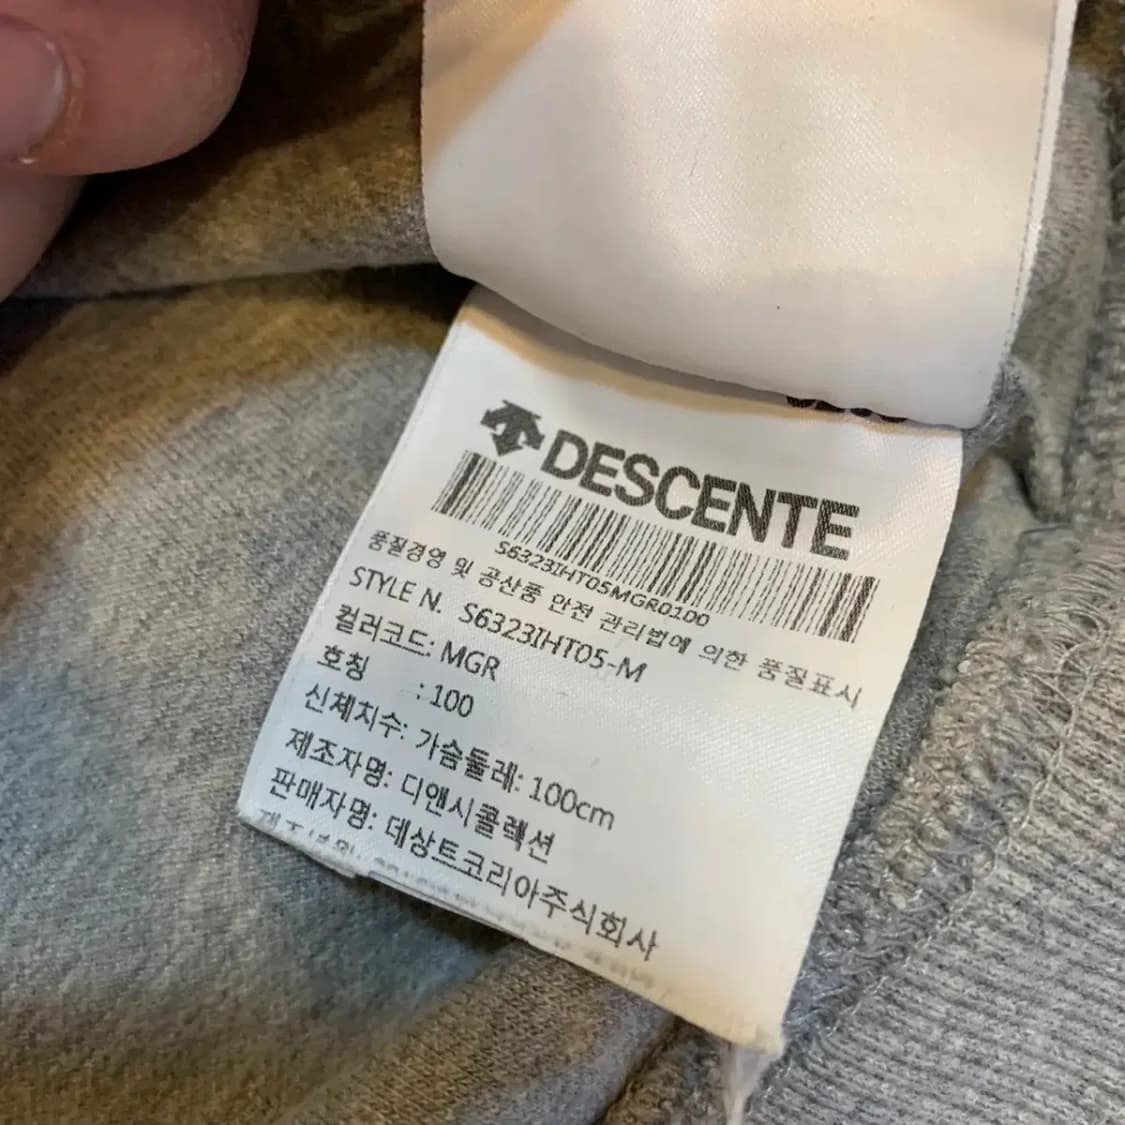 DESCENTE
S6323IHT05MGR0100
품질경영 및 공산품 안전 관리법에 의한 품질표시
STYLE N. S6323IHT05-M
컬러코드: MGR
호칭 : 100
신체치수: 가슴둘레: 100cm
제조자명: 디앤시콜렉션
판매자명: 데상트코리아주식회사